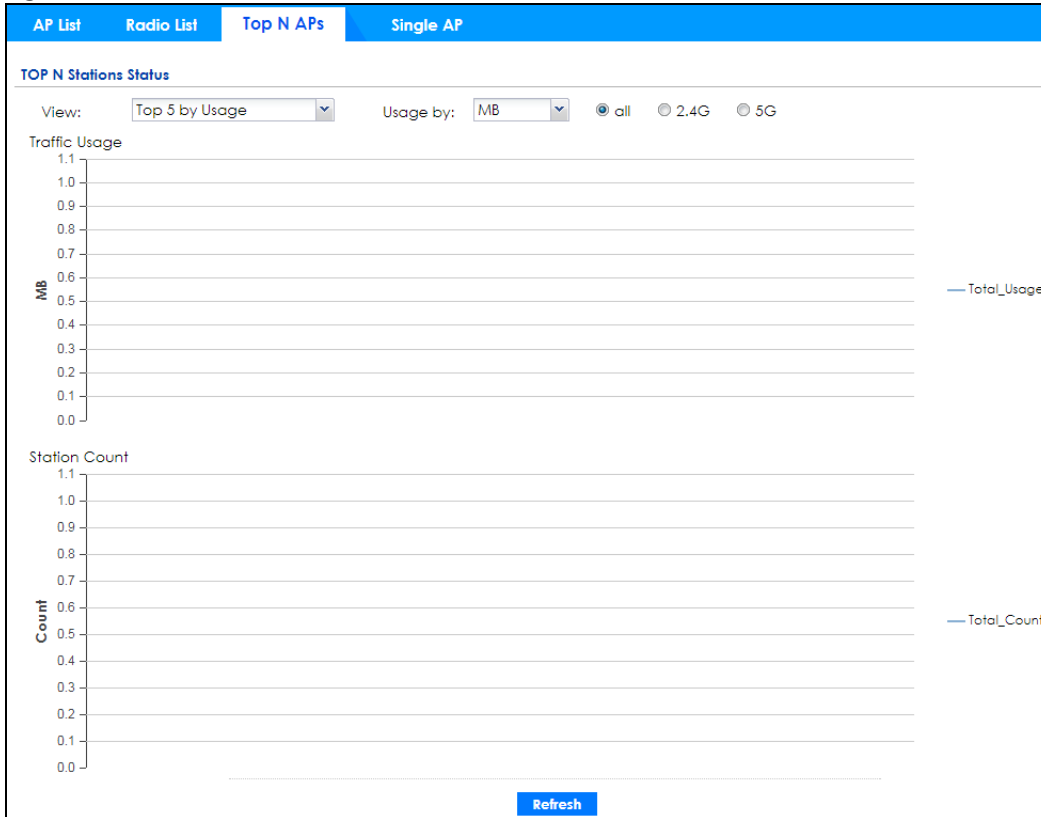 AP List Radio List Top N APs Single AP
TOP N Stations Status
View: Top 5 by Usage Usage by: MB all 2.4G 5G
Traffic Usage
1.1
1.0
0.9
0.8
0.7
0.6
0.5
0.4
0.3
0.2
0.1
0.0
MB
Total_Usage
Station Count
1.1
1.0
0.9
0.8
0.7
0.6
0.5
0.4
0.3
0.2
0.1
0.0
Count
Total_Count
Refresh